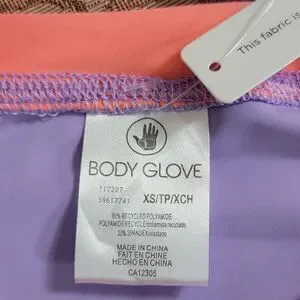 This fabric is
BODY GLOVE
T17207
39617741 XS/TP/XCH
80% RECYCLED POLYAMIDE/
POLYAMIDE RECYCLÉ/poliamida reciclado
20% SPANDEX/elastano
MADE IN CHINA
FAIT EN CHINE
HECHO EN CHINA
CA12305